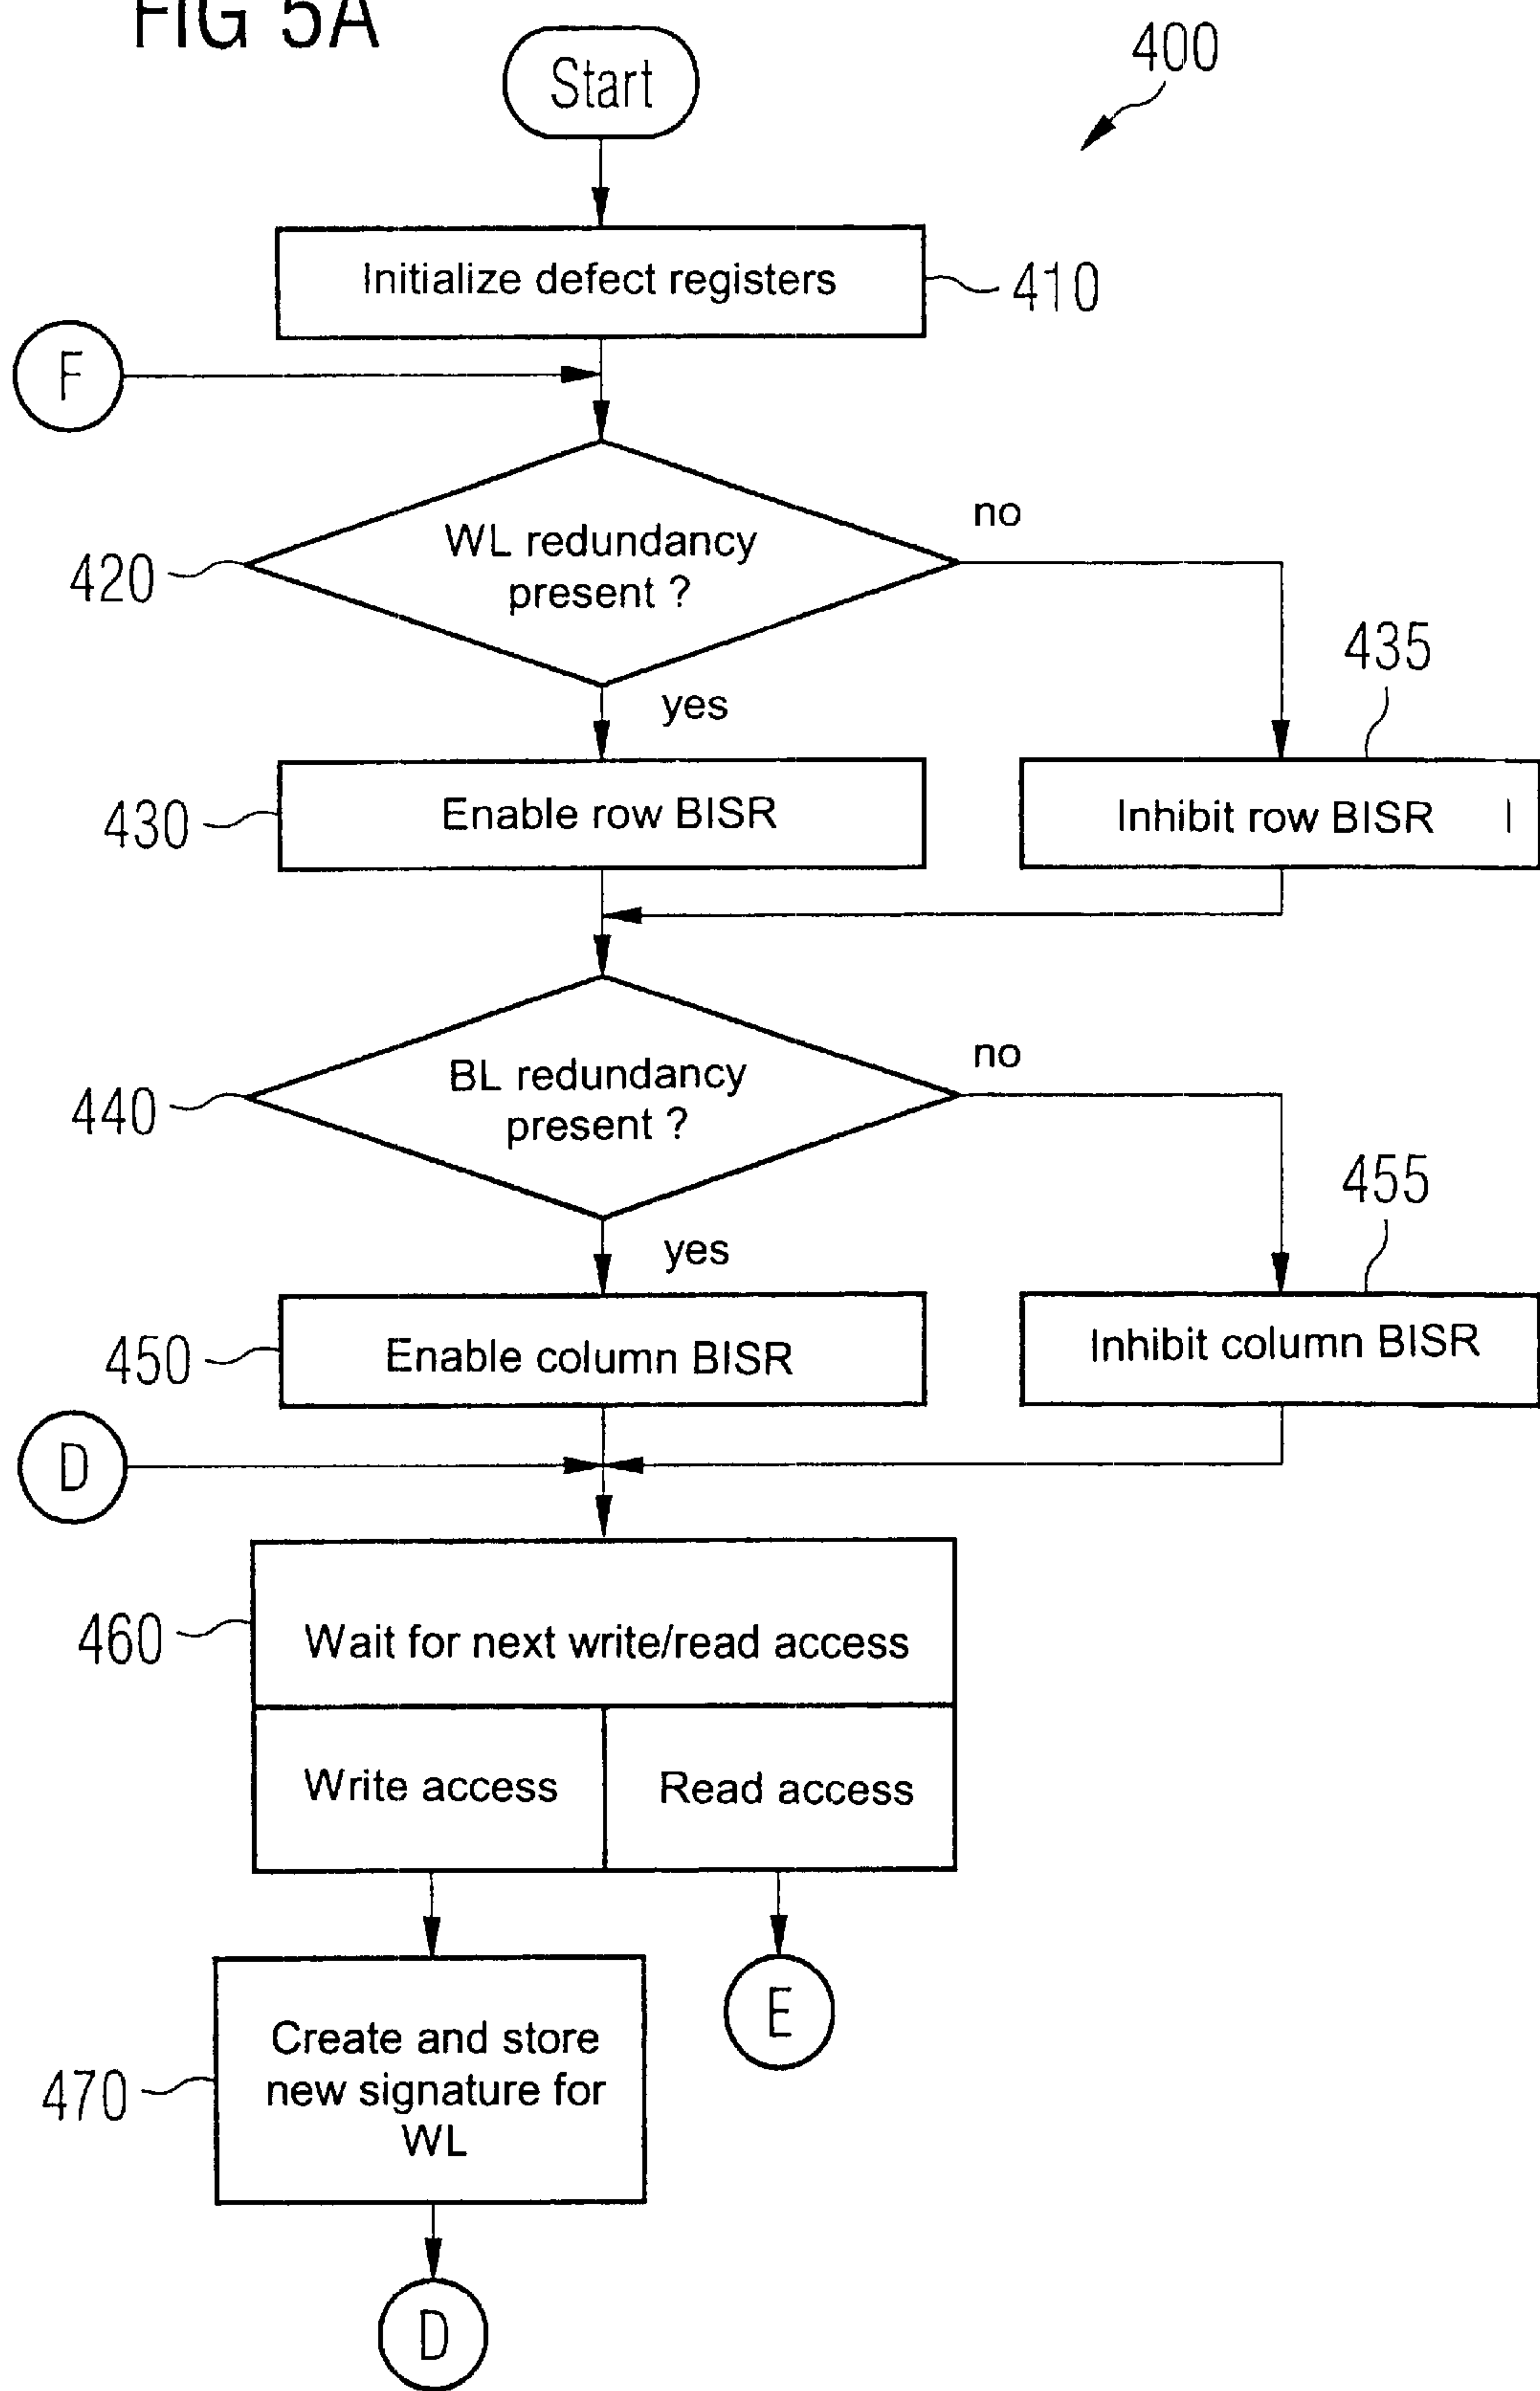 FIG 5A
Start
400
Initialize defect registers
410
F
WL redundancy
present ?
no
420
yes
435
430
Enable row BISR
Inhibit row BISR
BL redundancy
present ?
no
440
yes
455
450
Enable column BISR
Inhibit column BISR
D
460
Wait for next write/read access
Write access
Read access
E
470
Create and store
new signature for
WL
D